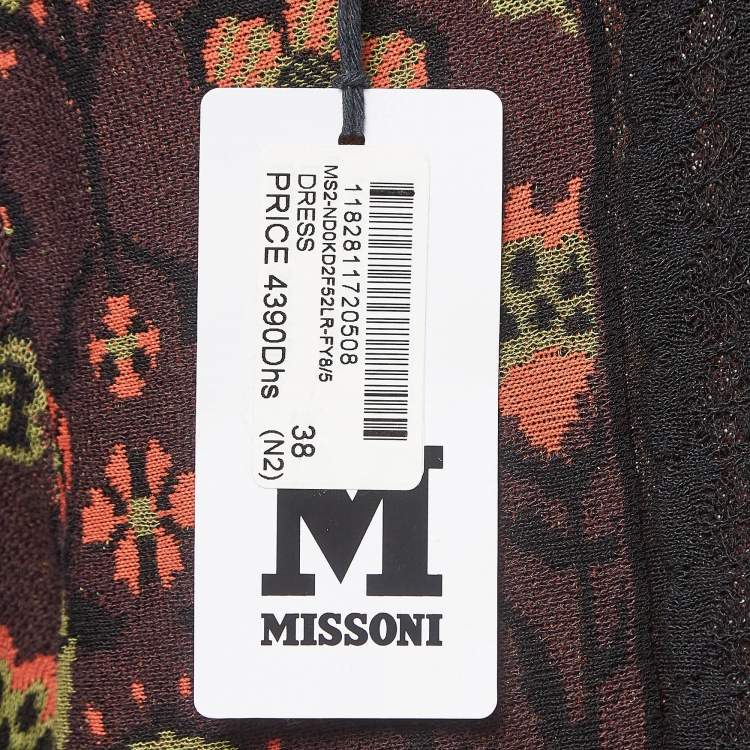 1182811720508
MS2-ND0KD2F52LR-FY8/5
DRESS 38
PRICE 4390Dhs (N2)
M
MISSONI